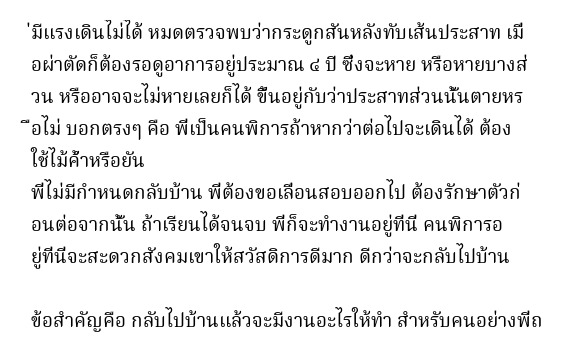 ่มีแรงเดินไม่ได้ หมดตรวจพบว่ากระดูกสันหลังทับเส้นประสาท เมื่
อผ่าตัดก็ต้องรอดูอาการอยู่ประมาณ ๔ ปี ซึ่งจะหาย หรือหายบางส่
วน หรืออาจจะไม่หายเลยก็ได้ ขึ้นอยู่กับว่าประสาทส่วนนั้นตายหร
ือไม่ บอกตรงๆ คือ พี่เป็นคนพิการถ้าหากว่าต่อไปจะเดินได้ ต้อง
ใช้ไม้ค้ำหรือยัน
พี่ไม่มีกำหนดกลับบ้าน พี่ต้องขอเลื่อนสอบออกไป ต้องรักษาตัวก่
อนต่อจากนั้น ถ้าเรียนได้จนจบ พี่ก็จะทำงานอยู่ที่นี่ คนพิการอ
ยู่ที่นี่จะสะดวกสังคมเขาให้สวัสดิการดีมาก ดีกว่าจะกลับไปบ้าน
ข้อสำคัญคือ กลับไปบ้านแล้วจะมีงานอะไรให้ทำ สำหรับคนอย่างพี่ถ